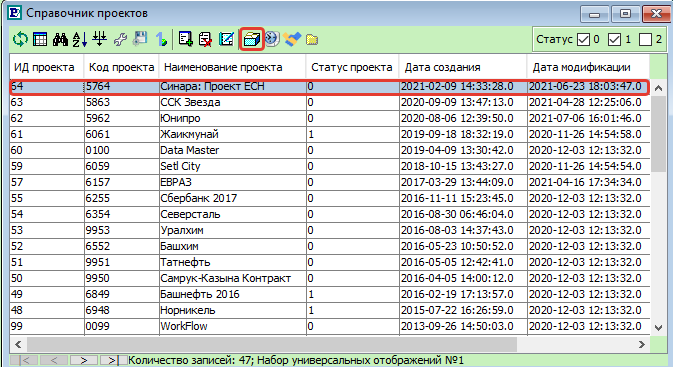 Справочник проектов
Статус 0 1 2
ИД проекта Код проекта Наименование проекта Статус проекта Дата создания Дата модификации
64 5764 Синара: Проект ЕСН 0 2021-02-09 14:33:28.0 2021-06-23 18:03:47.0
63 5863 ССК Звезда 0 2020-09-09 13:47:13.0 2021-04-28 12:25:06.0
62 5962 Юнипро 0 2020-08-06 12:39:50.0 2021-07-06 16:01:46.0
61 6061 Жаикмунай 1 2019-09-18 18:32:19.0 2020-11-26 14:54:58.0
60 0100 Data Master 0 2019-04-09 13:30:42.0 2020-12-03 12:13:32.0
59 6059 Setl City 0 2018-10-15 13:43:27.0 2020-11-26 14:54:54.0
57 6157 ЕВРАЗ 0 2017-03-29 13:44:09.0 2021-04-16 17:34:34.0
55 6255 Сбербанк 2017 0 2016-11-11 15:23:45.0 2020-12-03 12:13:32.0
54 6354 Северсталь 0 2016-08-30 06:46:04.0 2020-12-03 12:13:32.0
53 9953 Уралхим 0 2016-08-03 14:37:43.0 2020-12-03 12:13:32.0
52 6552 Башхим 0 2016-05-23 10:50:52.0 2020-12-03 12:13:32.0
51 9951 Татнефть 0 2016-05-05 12:42:41.0 2020-12-03 12:13:32.0
50 9950 Самрук-Казына Контракт 0 2016-04-05 14:00:12.0 2020-12-03 12:13:32.0
49 6849 Башнефть 2016 1 2016-02-19 17:13:57.0 2020-12-03 12:13:32.0
48 6948 Норникель 1 2015-07-22 16:26:59.0 2020-12-03 12:13:32.0
99 0099 WorkFlow 0 2013-09-26 14:50:03.0 2020-12-03 12:13:32.0
Количество записей: 47; Набор универсальных отображений №1